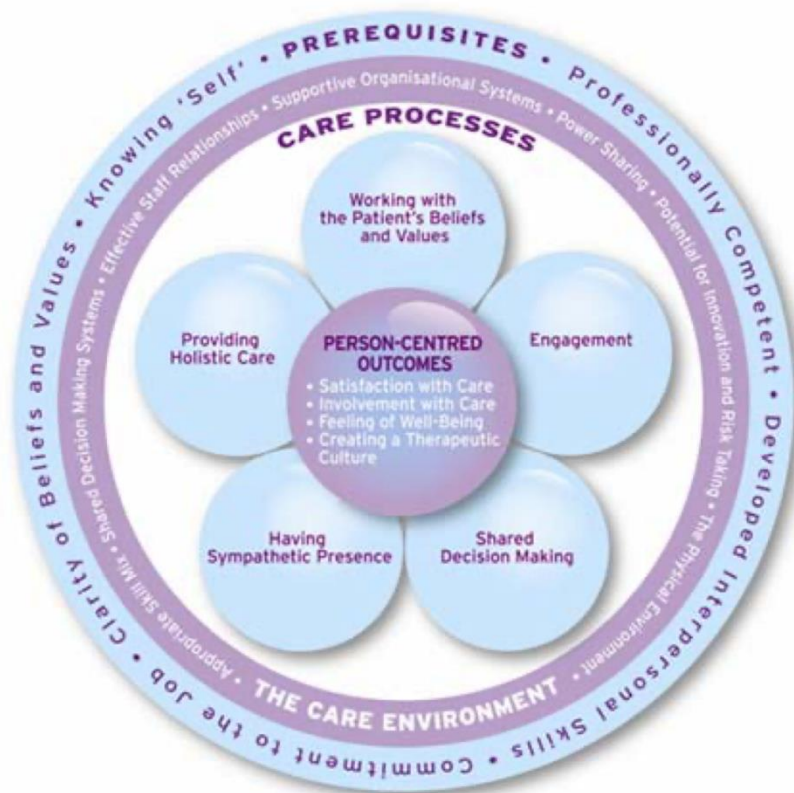 PREREQUISITES • Professionally Competent • Developed Interpersonal Skills • Commitment to the Job • Clarity of Beliefs and Values • Knowing 'Self' •
THE CARE ENVIRONMENT • Appropriate Skill Mix • Shared Decision Making Systems • Effective Staff Relationships • Supportive Organisational Systems • Power Sharing • Potential for Innovation and Risk Taking • The Physical Environment •
CARE PROCESSES
Working with
the Patient's Beliefs
and Values
Providing
Holistic Care
Engagement
PERSON-CENTRED
OUTCOMES
• Satisfaction with Care
• Involvement with Care
• Feeling of Well-Being
• Creating a Therapeutic
Culture
Having
Sympathetic Presence
Shared
Decision Making